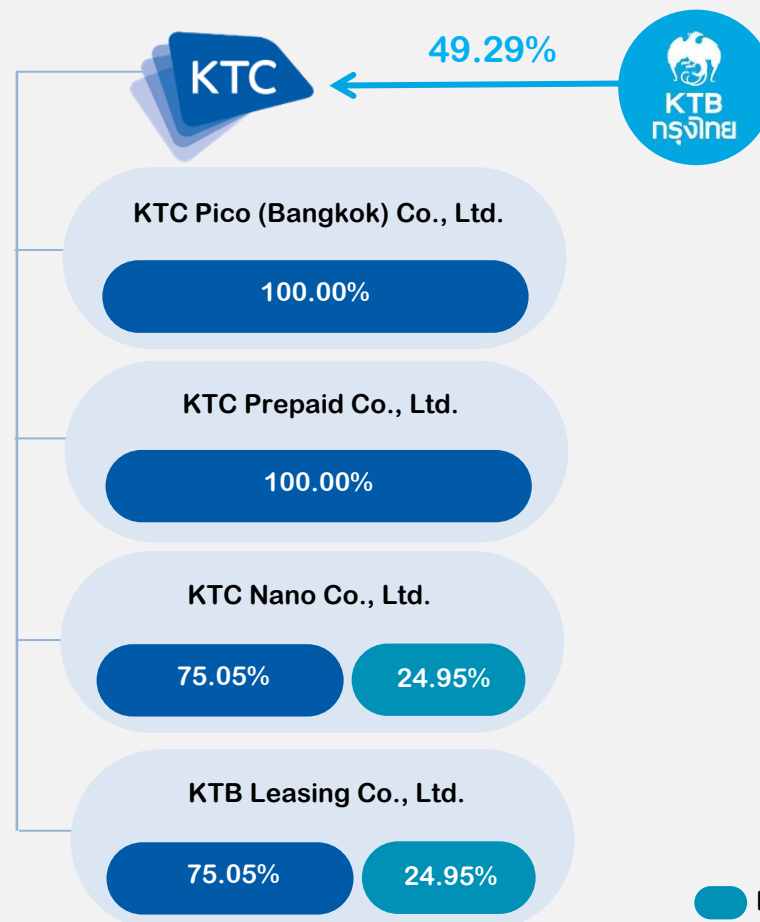 KTC
49.29%
KTB
กรุงไทย
KTC Pico (Bangkok) Co., Ltd.
100.00%
KTC Prepaid Co., Ltd.
100.00%
KTC Nano Co., Ltd.
75.05% 24.95%
KTB Leasing Co., Ltd.
75.05% 24.95%